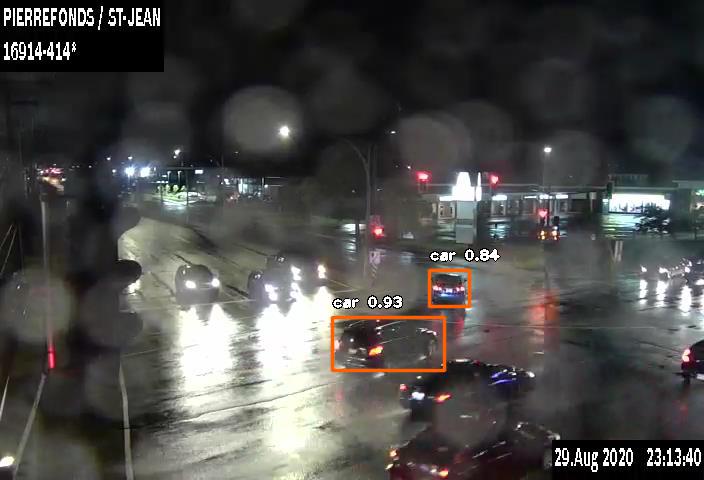 PIERREFONDS / ST-JEAN
16914-414*
car 0.84
car 0.93
29.Aug 2020 23:13:40